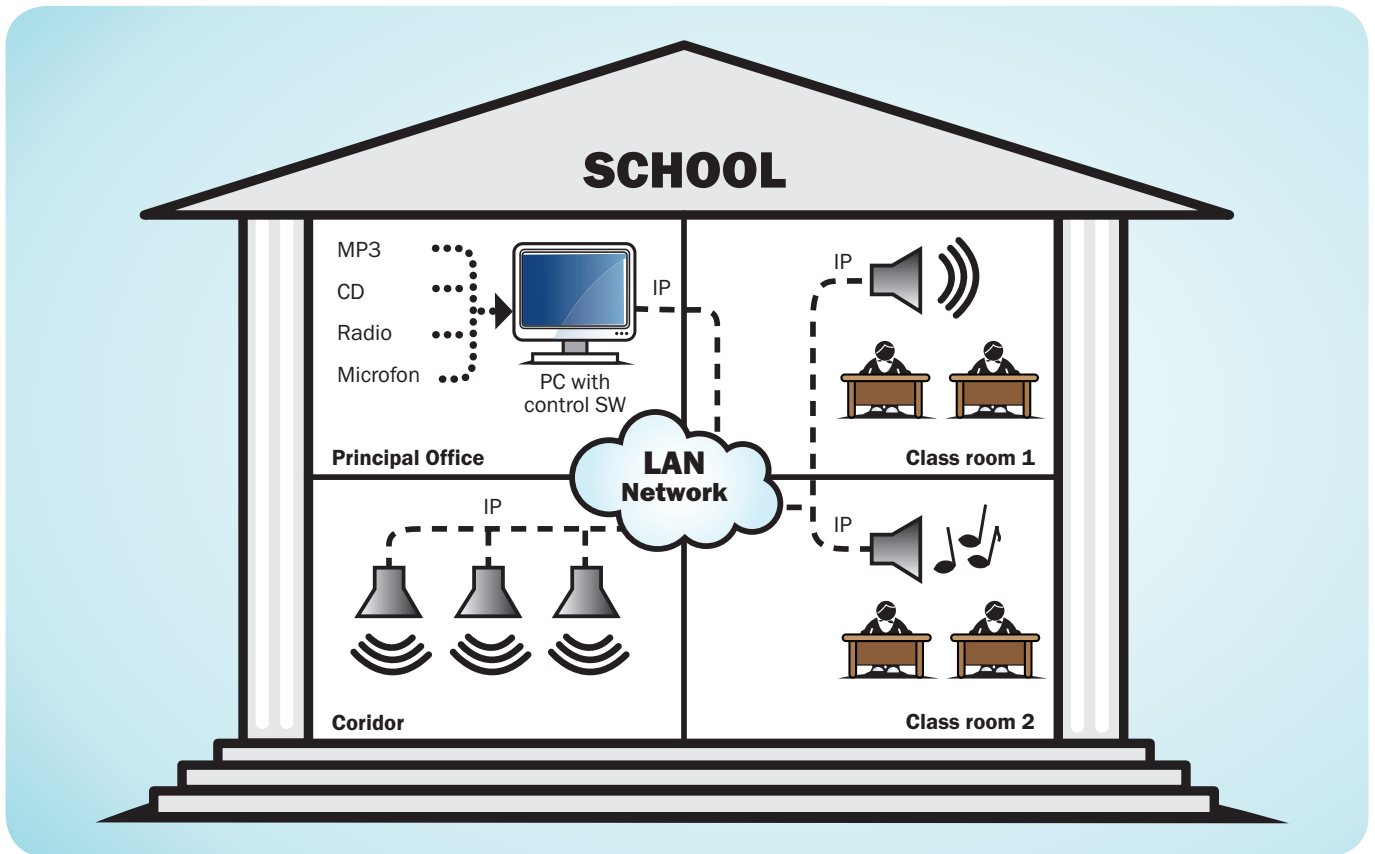 SCHOOL
MP3
CD
Radio
Microfon
IP
PC with
control SW
Principal Office
IP
Class room 1
LAN
Network
IP
Coridor
IP
Class room 2